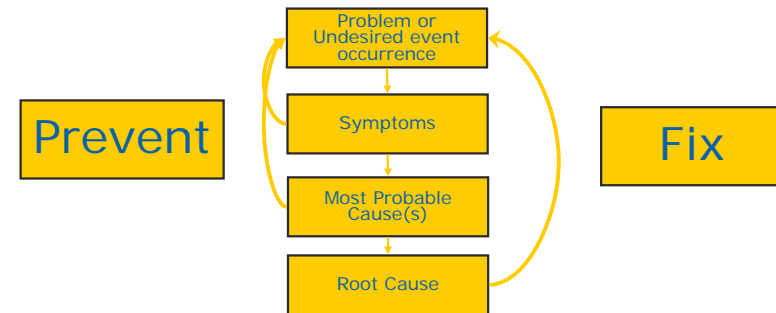 Problem or
Undesired event
occurrence
Prevent
Symptoms
Fix
Most Probable
Cause(s)
Root Cause